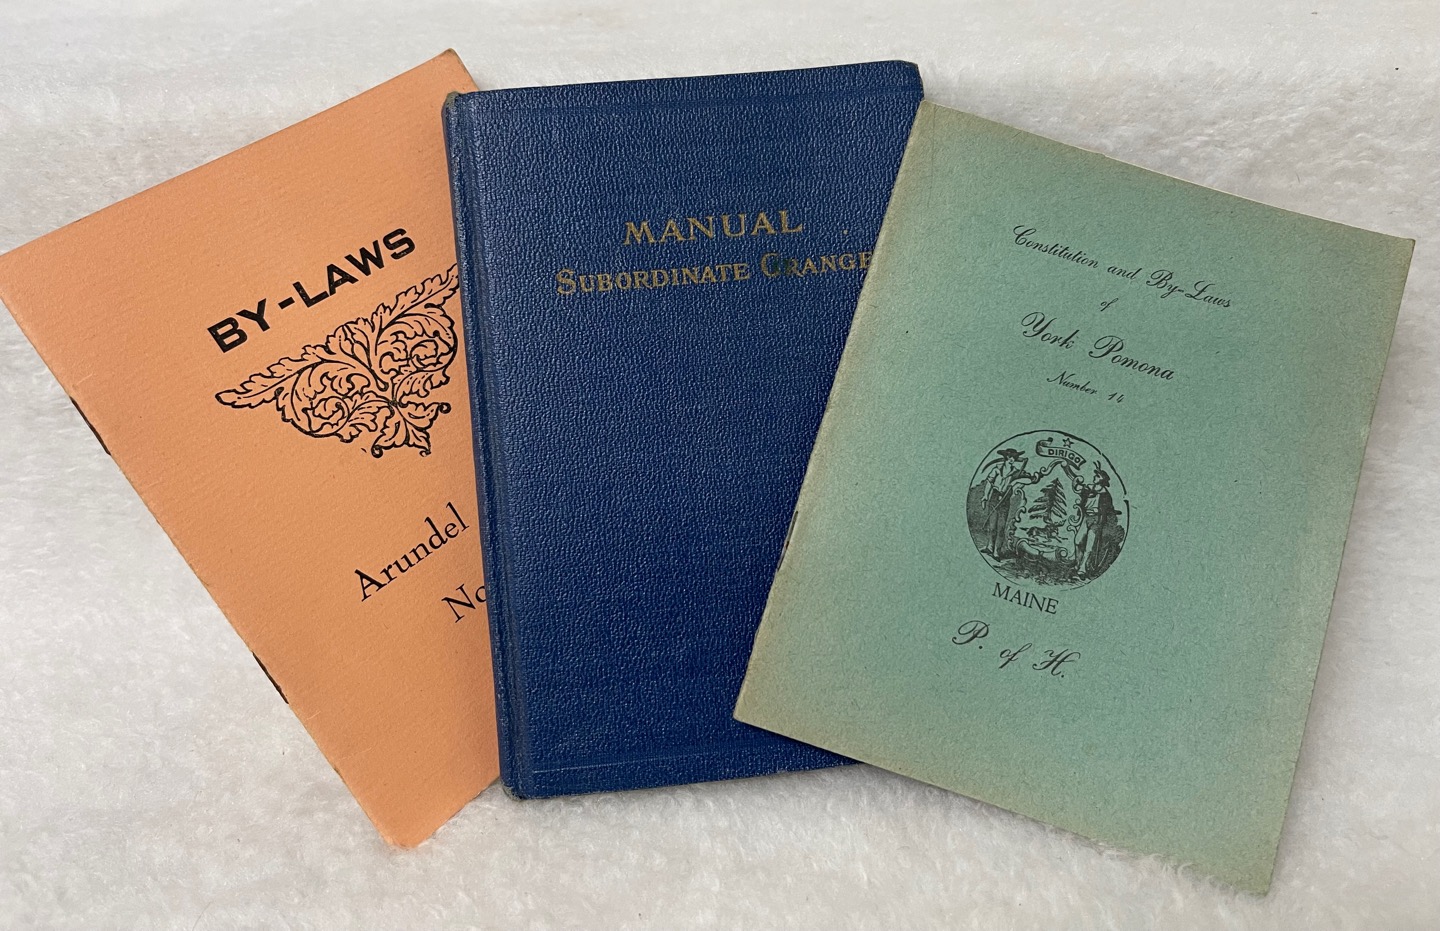 BY-LAWS
Arundel
No
MANUAL
SUBORDINATE GRANGE
Constitution and By-Laws
of
York Pomona
Number 14
DIRIGO
MAINE
P. of H.